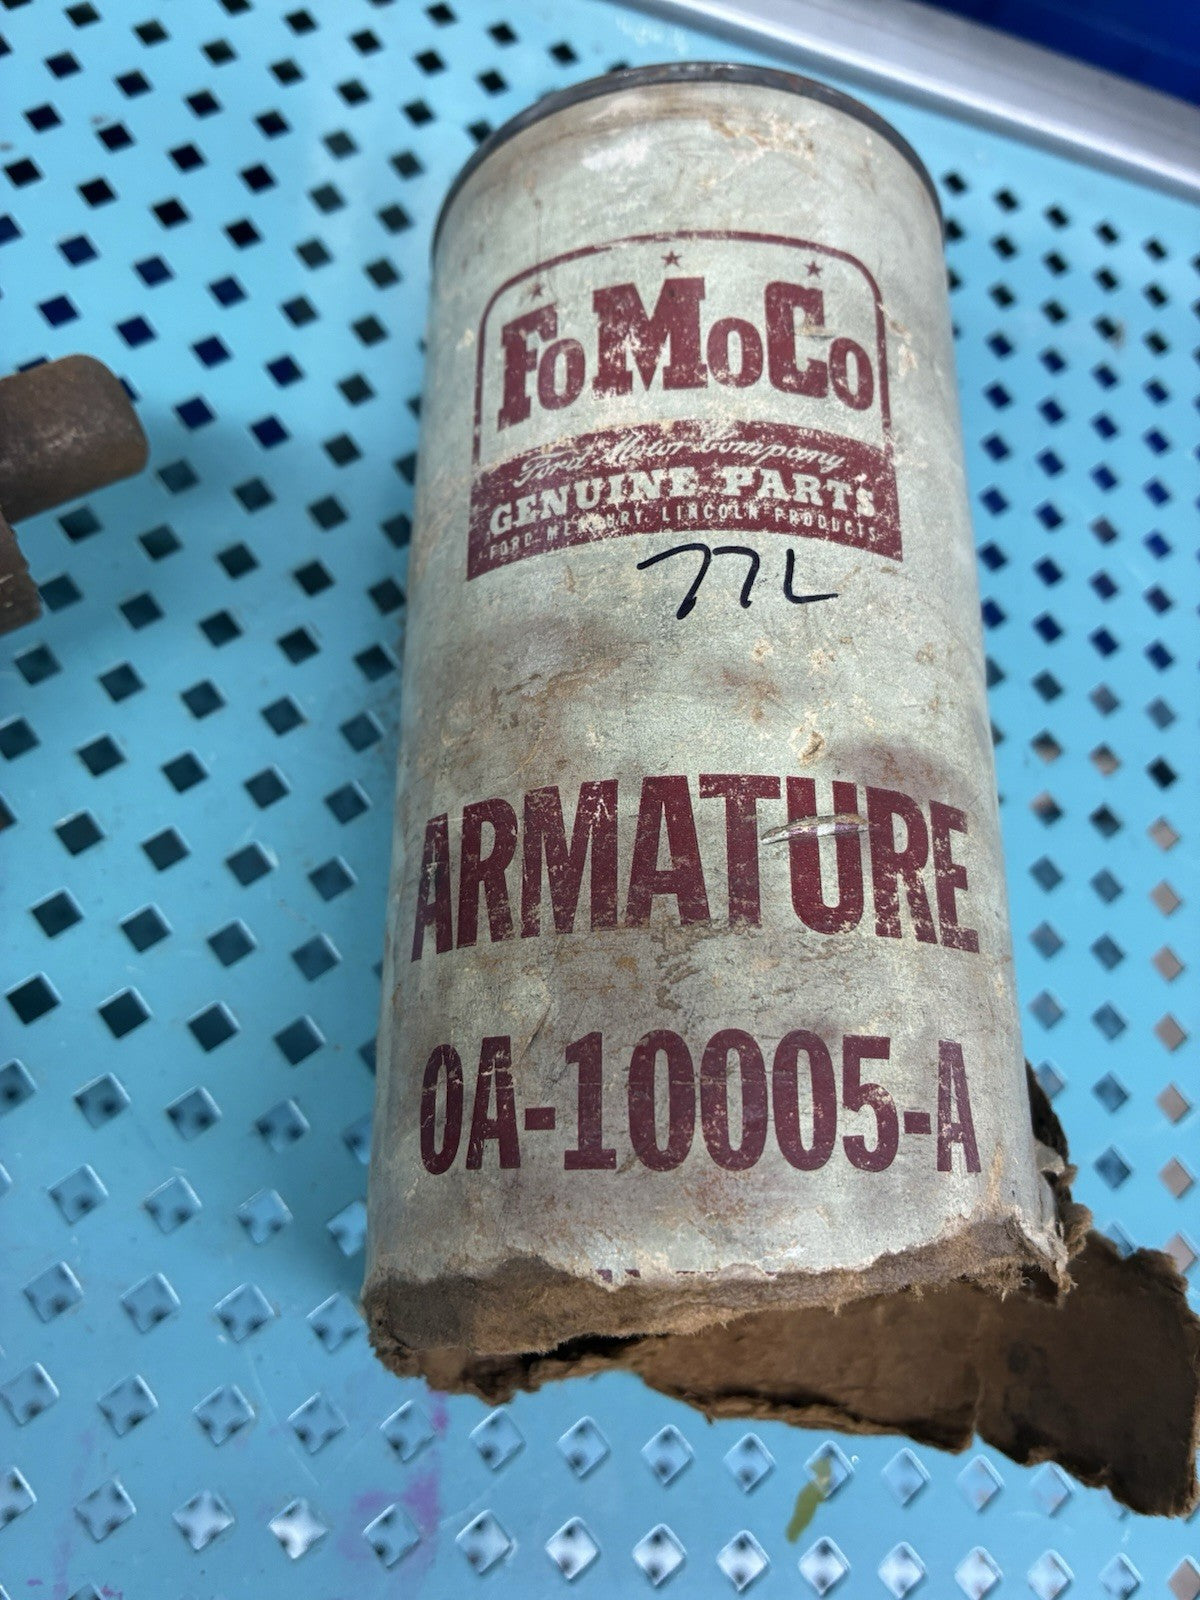 FoMoCo
Ford Motor Company
GENUINE PARTS
FORD MERCURY LINCOLN PRODUCTS
77L
ARMATURE
0A-10005-A